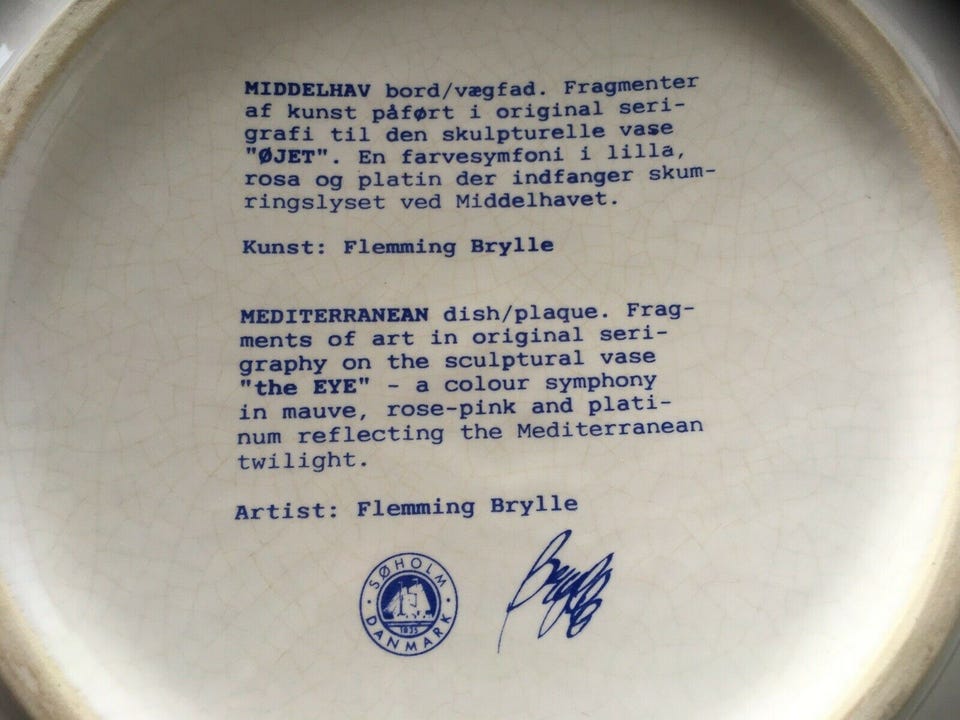 MIDDELHAV bord/vægfad. Fragmenter
af kunst påført i original seri-
grafi til den skulpturelle vase
"ØJET". En farvesymfoni i lilla,
rosa og platin der indfanger skum-
ringslyset ved Middelhavet.
Kunst: Flemming Brylle
MEDITERRANEAN dish/plaque. Frag-
ments of art in original seri-
graphy on the sculptural vase
"the EYE" - a colour symphony
in mauve, rose-pink and plati-
num reflecting the Mediterranean
twilight.
Artist: Flemming Brylle
SØHOLM
1835
DANMARK
Brylle